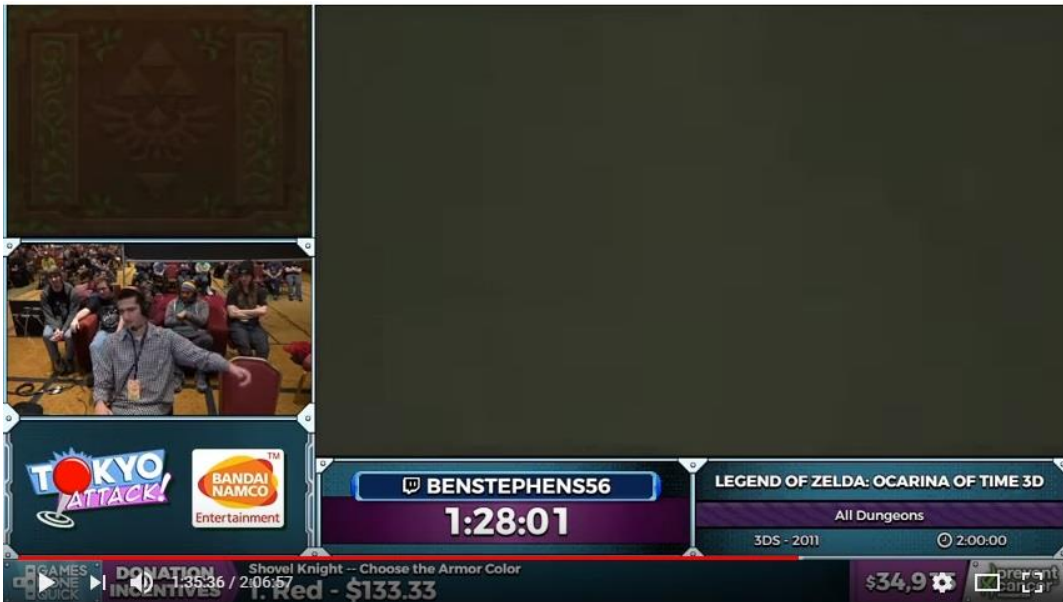 TOKYO
ATTACK!
BANDAI
NAMCO
Entertainment
TM
BENSTEPHENS56
1:28:01
LEGEND OF ZELDA: OCARINA OF TIME 3D
All Dungeons
3DS - 2011
2:00:00
GAMES
DONE
QUICK
DONATION
INCENTIVES
1:35:36 / 2:06:57
Shovel Knight -- Choose the Armor Color
1. Red - $133.33
prevent
cancer